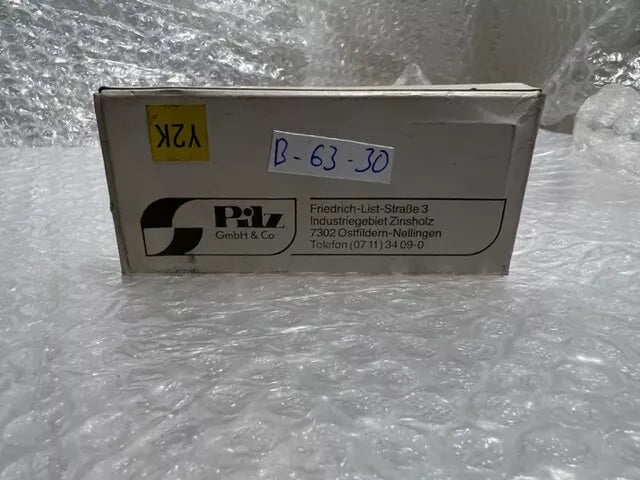 Y2K
B-63-30
Pilz
GmbH & Co
Friedrich-List-Straße 3
Industriegebiet Zinsholz
7302 Ostfildern-Nellingen
Telefon (07 11) 34 09-0